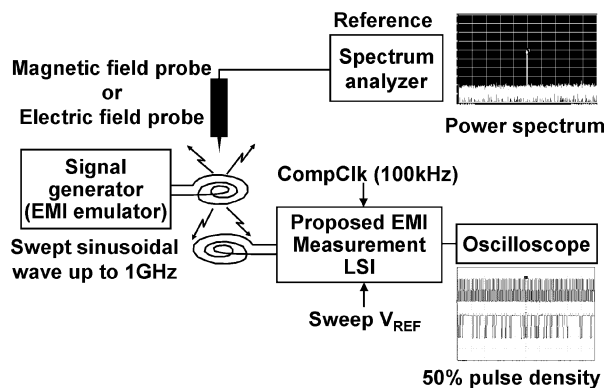 Reference
Spectrum
analyzer
Power spectrum
Magnetic field probe
or
Electric field probe
Signal
generator
(EMI emulator)
Swept sinusoidal
wave up to 1GHz
CompClk (100kHz)
Proposed EMI
Measurement
LSI
Sweep VREF
Oscilloscope
50% pulse density